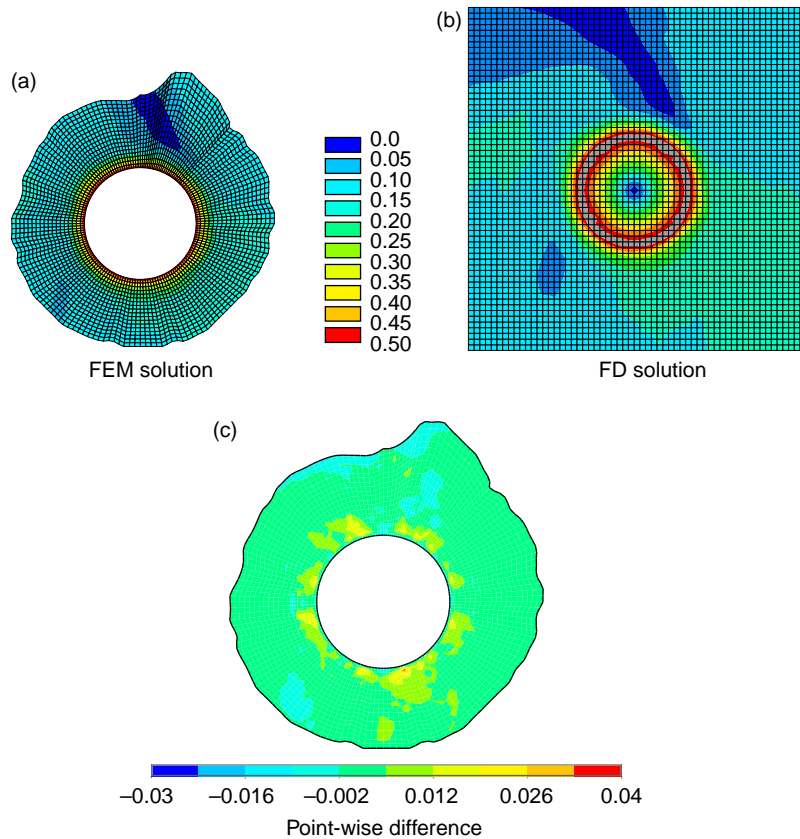 (a)
(b)
0.0
0.05
0.10
0.15
0.20
0.25
0.30
0.35
0.40
0.45
0.50
FEM solution
FD solution
(c)
–0.03 –0.016 –0.002 0.012 0.026 0.04
Point-wise difference